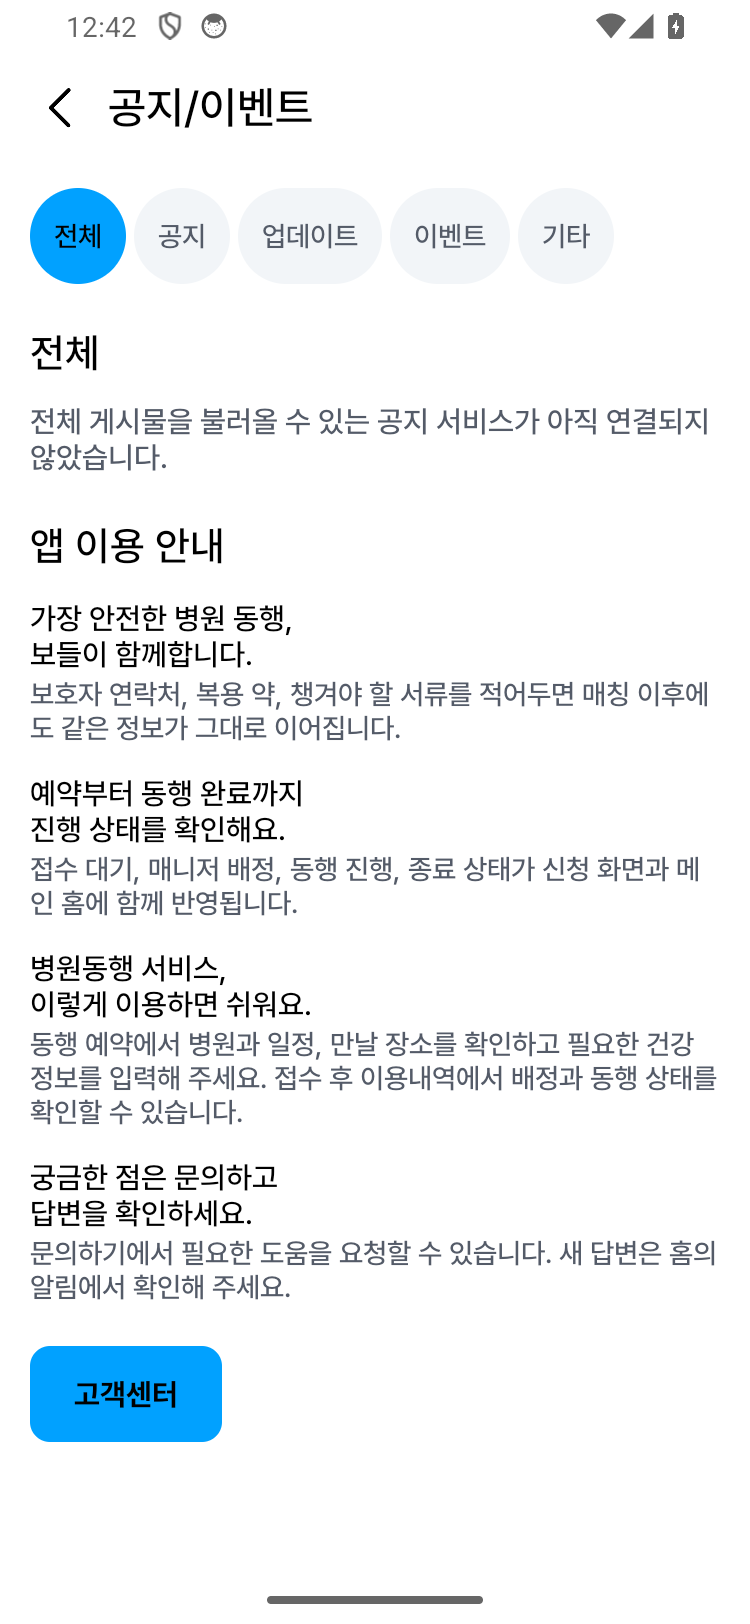 12:42
공지/이벤트
전체 공지 업데이트 이벤트 기타
전체
전체 게시물을 불러올 수 있는 공지 서비스가 아직 연결되지
않았습니다.
앱 이용 안내
가장 안전한 병원 동행,
보들이 함께합니다.
보호자 연락처, 복용 약, 챙겨야 할 서류를 적어두면 매칭 이후에
도 같은 정보가 그대로 이어집니다.
예약부터 동행 완료까지
진행 상태를 확인해요.
접수 대기, 매니저 배정, 동행 진행, 종료 상태가 신청 화면과 메
인 홈에 함께 반영됩니다.
병원동행 서비스,
이렇게 이용하면 쉬워요.
동행 예약에서 병원과 일정, 만날 장소를 확인하고 필요한 건강
정보를 입력해 주세요. 접수 후 이용내역에서 배정과 동행 상태를
확인할 수 있습니다.
궁금한 점은 문의하고
답변을 확인하세요.
문의하기에서 필요한 도움을 요청할 수 있습니다. 새 답변은 홈의
알림에서 확인해 주세요.
고객센터